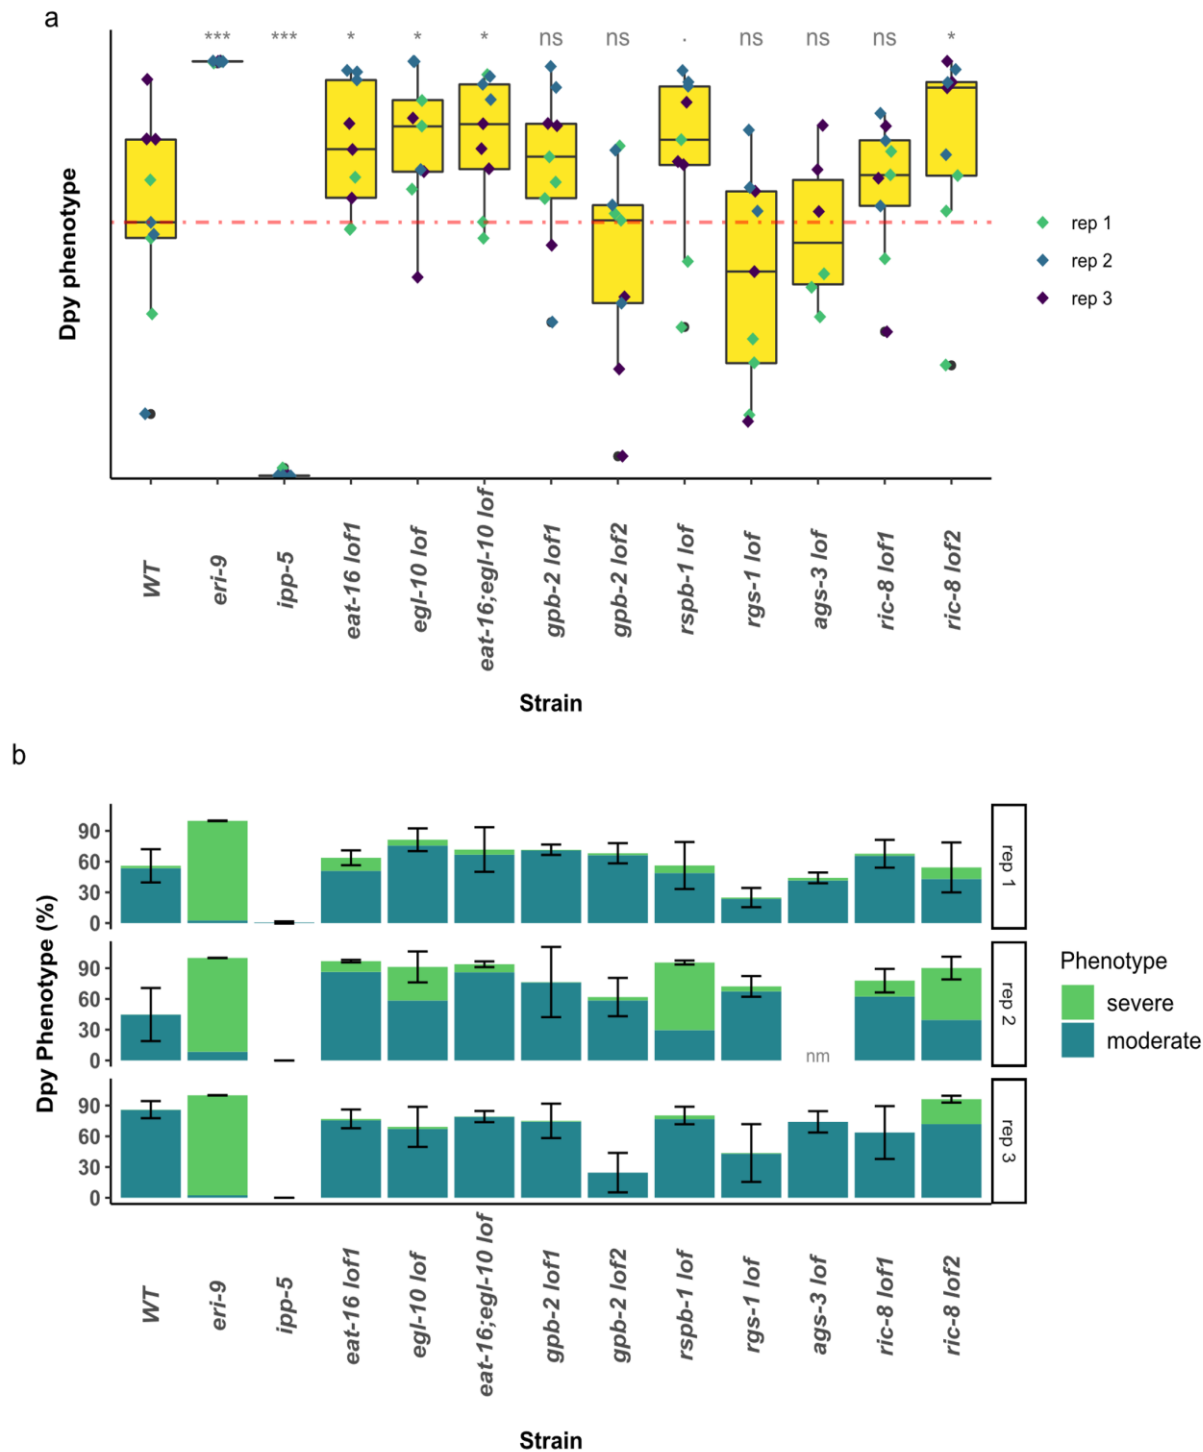 a
*** *** * * * ns ns . ns ns ns *
Dpy phenotype
rep 1
rep 2
rep 3
WT eri-9 ipp-5 eat-16 lof1 egl-10 lof eat-16;egl-10 lof gpb-2 lof1 gpb-2 lof2 rspb-1 lof rgs-1 lof ags-3 lof ric-8 lof1 ric-8 lof2
Strain
b
Dpy Phenotype (%)
90
60
30
0
rep 1
90
60
30
0
nm
rep 2
90
60
30
0
rep 3
Phenotype
severe
moderate
WT eri-9 ipp-5 eat-16 lof1 egl-10 lof eat-16;egl-10 lof gpb-2 lof1 gpb-2 lof2 rspb-1 lof rgs-1 lof ags-3 lof ric-8 lof1 ric-8 lof2
Strain